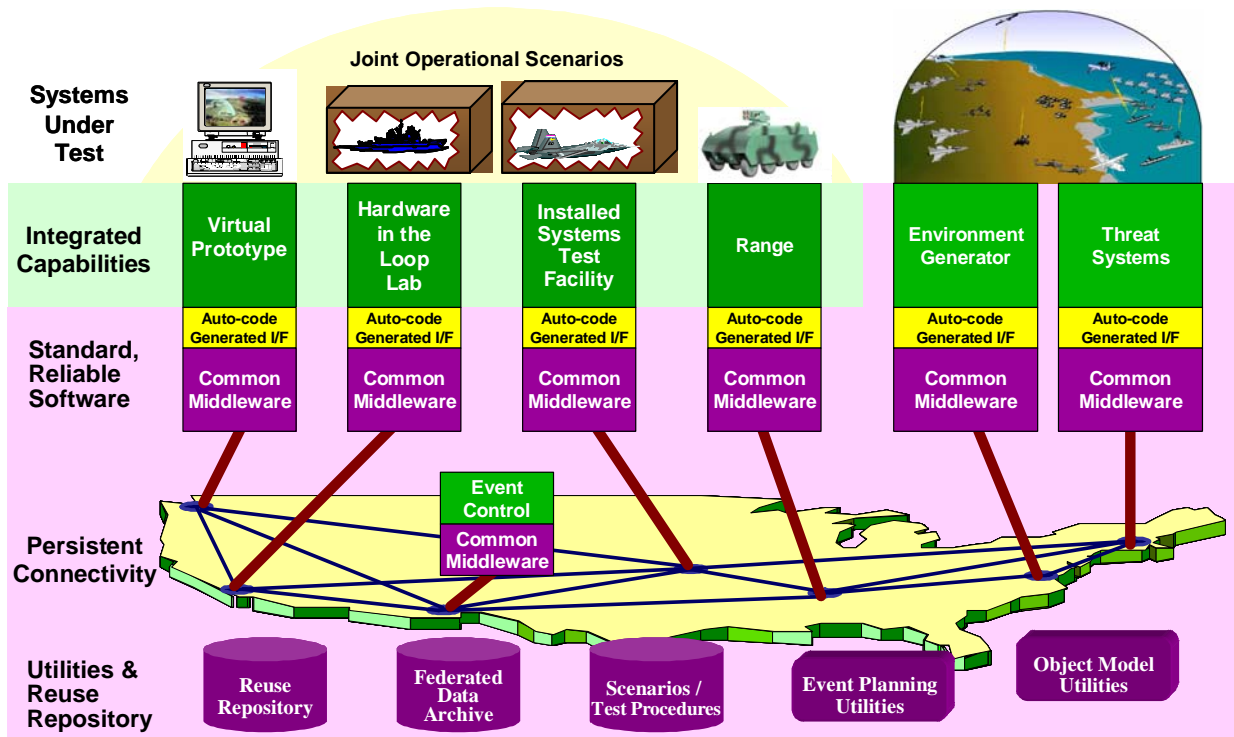 Joint Operational Scenarios
Systems
Under
Test
Integrated
Capabilities
Virtual
Prototype
Hardware
in the
Loop
Lab
Installed
Systems
Test
Facility
Range
Environment
Generator
Threat
Systems
Standard,
Reliable
Software
Auto-code
Generated I/F
Auto-code
Generated I/F
Auto-code
Generated I/F
Auto-code
Generated I/F
Auto-code
Generated I/F
Auto-code
Generated I/F
Common
Middleware
Common
Middleware
Common
Middleware
Common
Middleware
Common
Middleware
Common
Middleware
Persistent
Connectivity
Event
Control
Common
Middleware
Utilities &
Reuse
Repository
Reuse
Repository
Federated
Data
Archive
Scenarios /
Test Procedures
Event Planning
Utilities
Object Model
Utilities